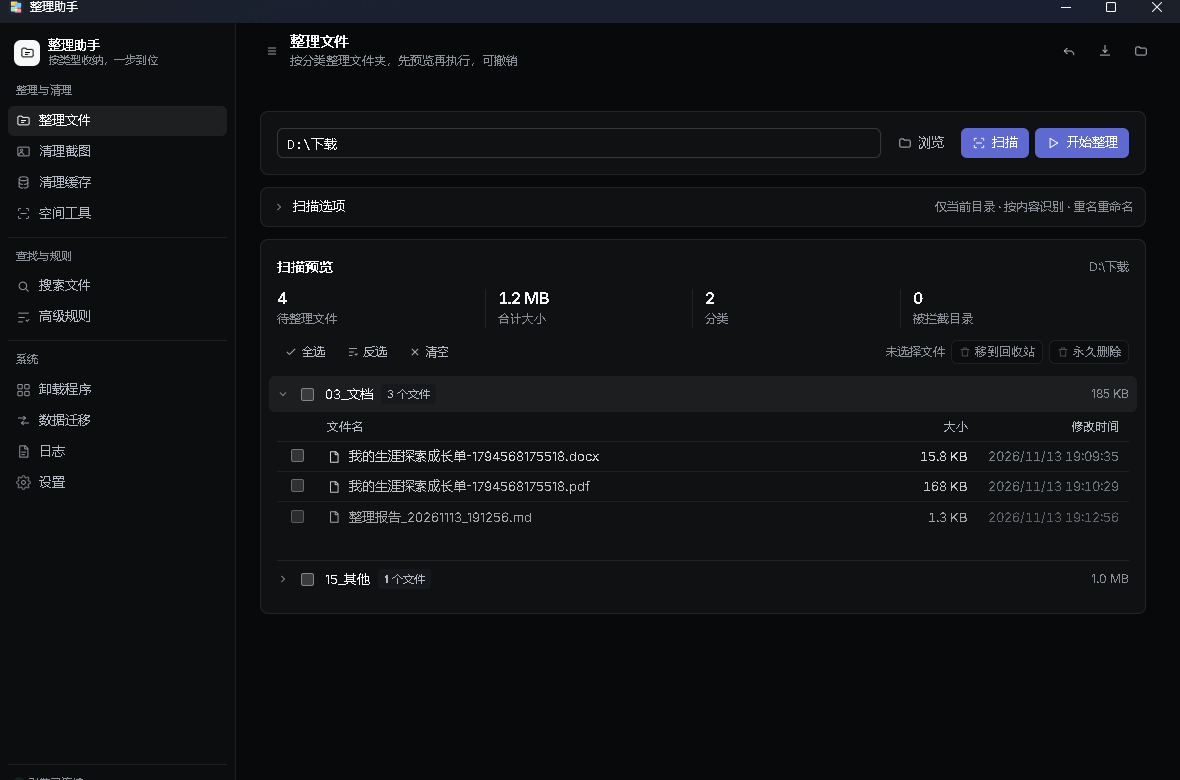 整理助手
整理助手
按类型收纳，一步到位
整理与清理
整理文件
清理截图
清理缓存
空间工具
查找与规则
搜索文件
高级规则
系统
卸载程序
数据迁移
日志
设置
整理文件
按分类整理文件夹，先预览再执行，可撤销
D:\下载 浏览 扫描 开始整理
扫描选项 仅当前目录 · 按内容识别 · 重名重命名
扫描预览 D:\下载
4 1.2 MB 2 0
待整理文件 合计大小 分类 被拦截目录
全选 反选 清空 未选择文件 移到回收站 永久删除
03_文档 3 个文件 185 KB
文件名 大小 修改时间
我的生涯探索成长单-1794568175518.docx 15.8 KB 2026/11/13 19:09:35
我的生涯探索成长单-1794568175518.pdf 168 KB 2026/11/13 19:10:29
整理报告_20261113_191256.md 1.3 KB 2026/11/13 19:12:56
15_其他 1 个文件 1.0 MB